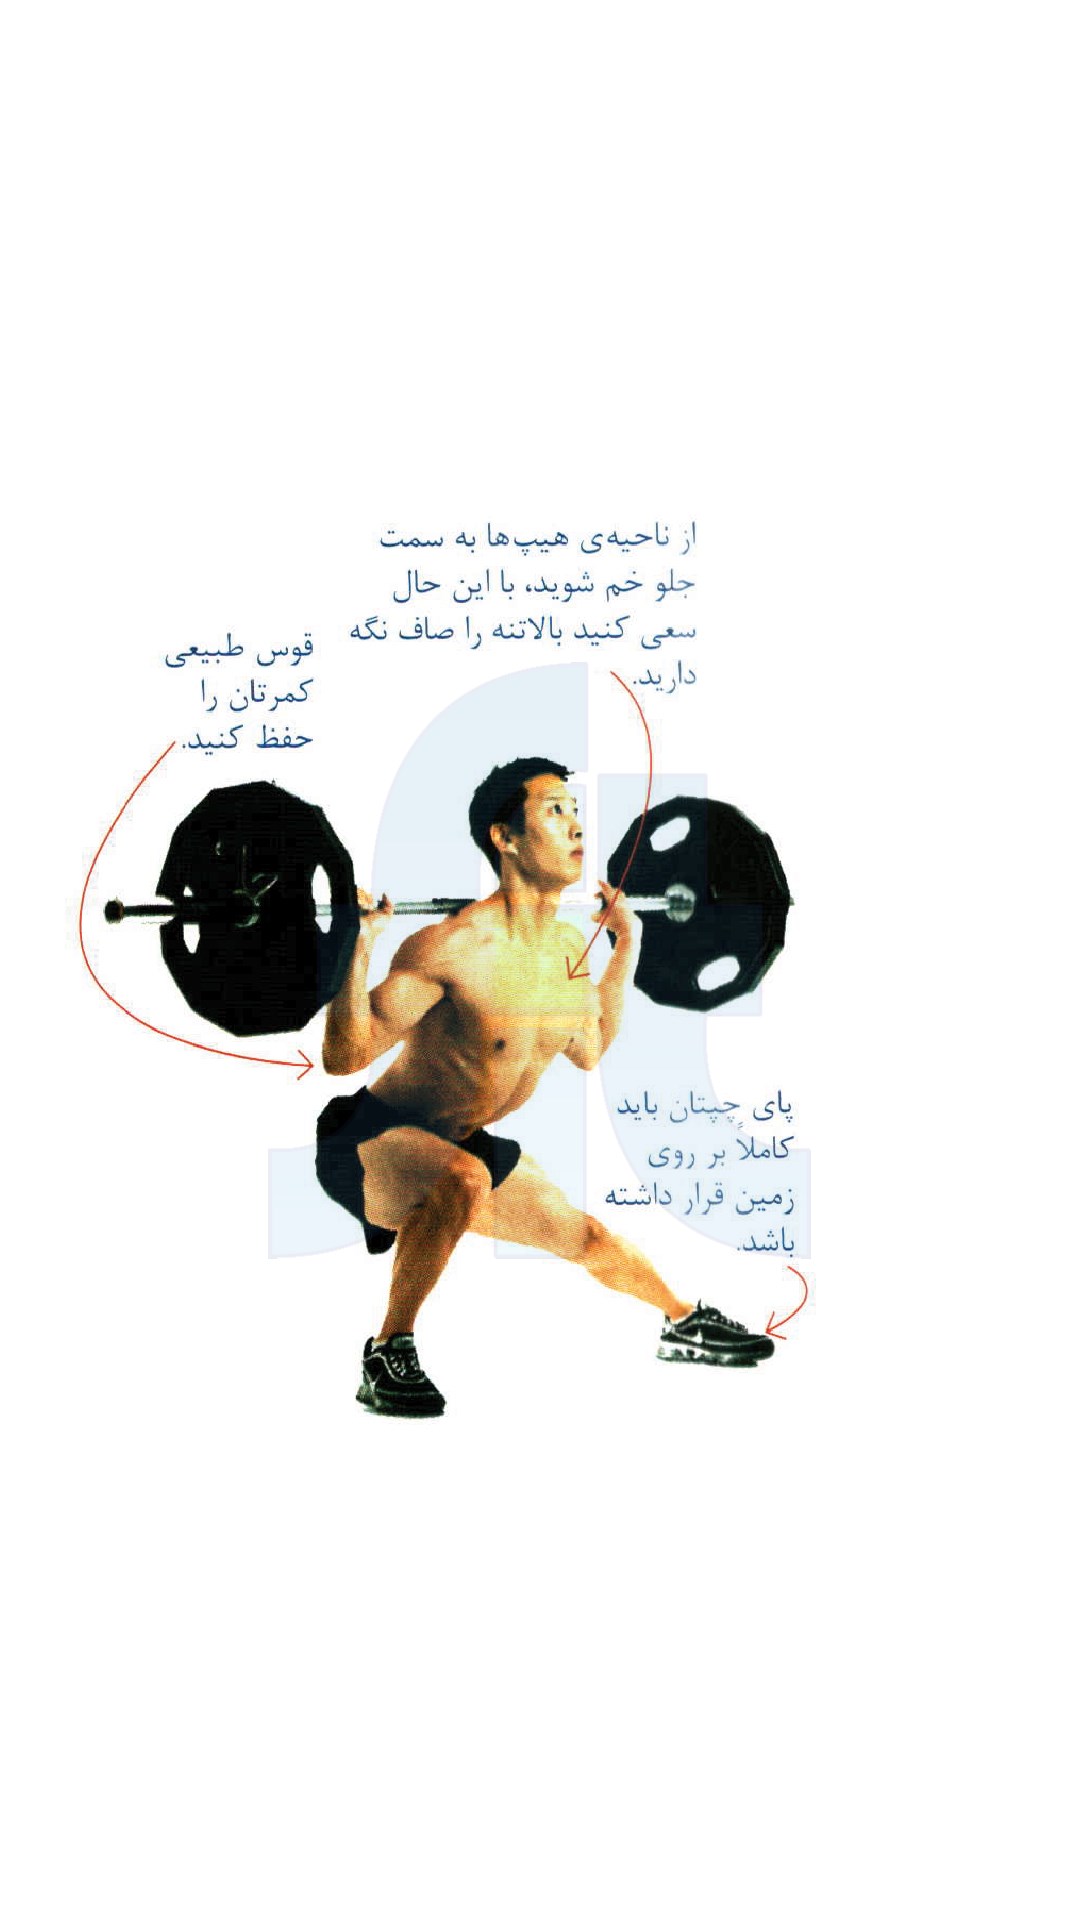 از ناحیه‌ی هیپ‌ها به سمت
جلو خم شوید، با این حال
سعی کنید بالاتنه را صاف نگه
دارید.
قوس طبیعی
کمرتان را
حفظ کنید.
پای چپتان باید
کاملاً بر روی
زمین قرار داشته
باشد.